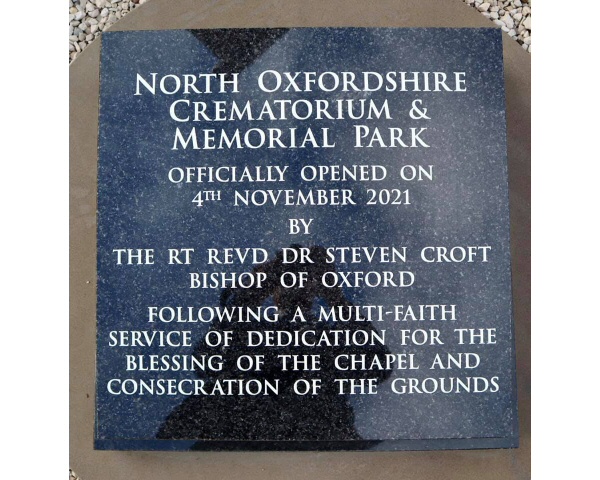 NORTH OXFORDSHIRE
CREMATORIUM &
MEMORIAL PARK
OFFICIALLY OPENED ON
4TH NOVEMBER 2021
BY
THE RT REVD DR STEVEN CROFT
BISHOP OF OXFORD
FOLLOWING A MULTI-FAITH
SERVICE OF DEDICATION FOR THE
BLESSING OF THE CHAPEL AND
CONSECRATION OF THE GROUNDS